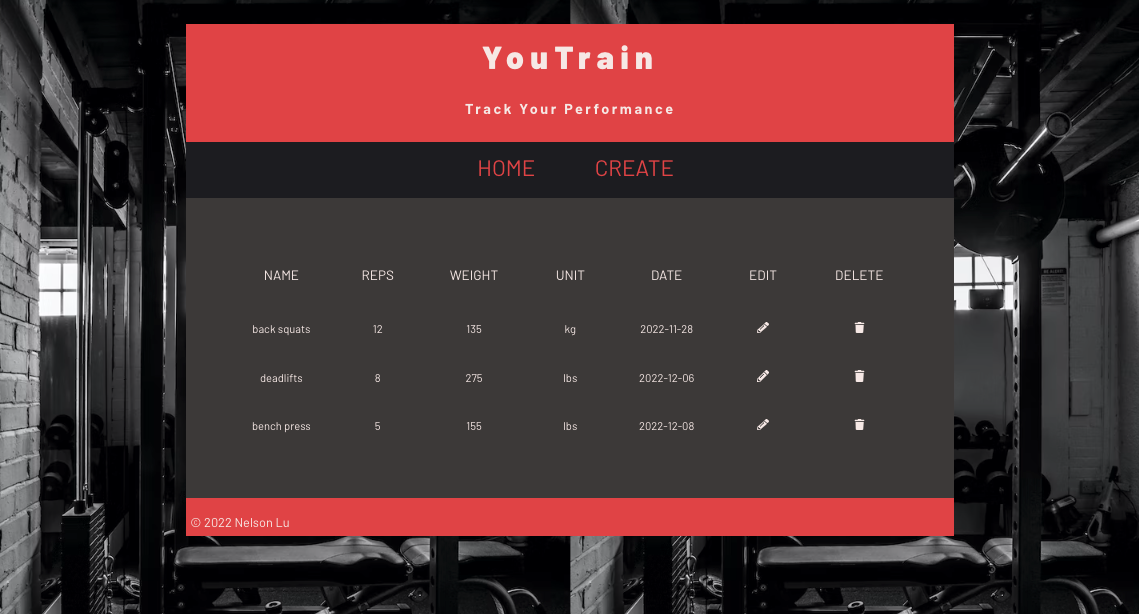 YouTrain
Track Your Performance
HOME CREATE
NAME REPS WEIGHT UNIT DATE EDIT DELETE
back squats 12 135 kg 2022-11-28
deadlifts 8 275 lbs 2022-12-06
bench press 5 155 lbs 2022-12-08
© 2022 Nelson Lu